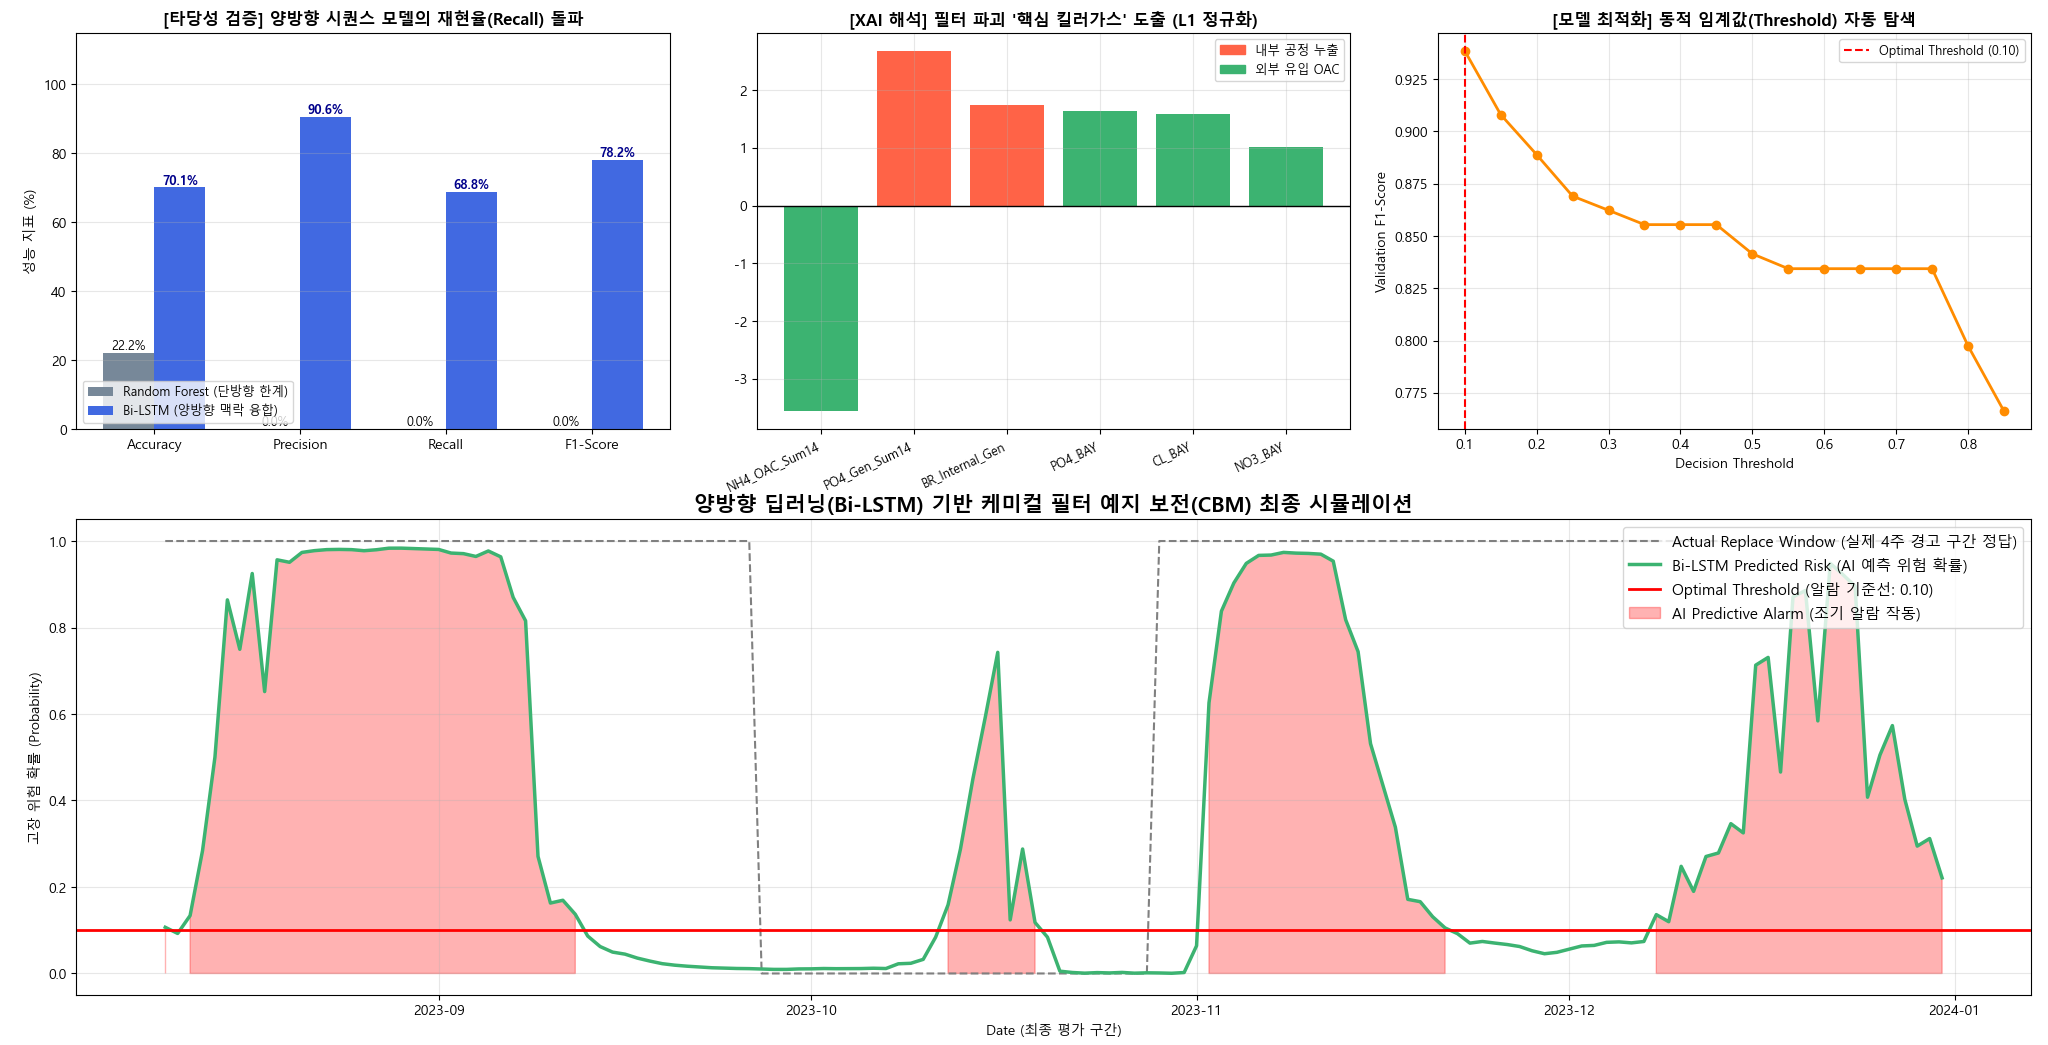 [타당성 검증] 양방향 시퀀스 모델의 재현율(Recall) 돌파
성능 지표 (%)
100
80
60
40
20
0
22.2%
70.1%
0.0%
90.6%
0.0%
68.8%
0.0%
78.2%
Random Forest (단방향 한계)
Bi-LSTM (양방향 맥락 융합)
Accuracy
Precision
Recall
F1-Score
[XAI 해석] 필터 파괴 '핵심 킬러가스' 도출 (L1 정규화)
내부 공정 누출
외부 유입 OAC
2
1
0
-1
-2
-3
NH4_OAC_Sum14
PO4_Gen_Sum14
BR_Internal_Gen
PO4_BAY
CL_BAY
NO3_BAY
[모델 최적화] 동적 임계값(Threshold) 자동 탐색
Optimal Threshold (0.10)
Validation F1-Score
0.925
0.900
0.875
0.850
0.825
0.800
0.775
0.1
0.2
0.3
0.4
0.5
0.6
0.7
0.8
Decision Threshold
양방향 딥러닝(Bi-LSTM) 기반 케미컬 필터 예지 보전(CBM) 최종 시뮬레이션
Actual Replace Window (실제 4주 경고 구간 정답)
Bi-LSTM Predicted Risk (AI 예측 위험 확률)
Optimal Threshold (알람 기준선: 0.10)
AI Predictive Alarm (조기 알람 작동)
고장 위험 확률 (Probability)
1.0
0.8
0.6
0.4
0.2
0.0
2023-09
2023-10
2023-11
2023-12
2024-01
Date (최종 평가 구간)